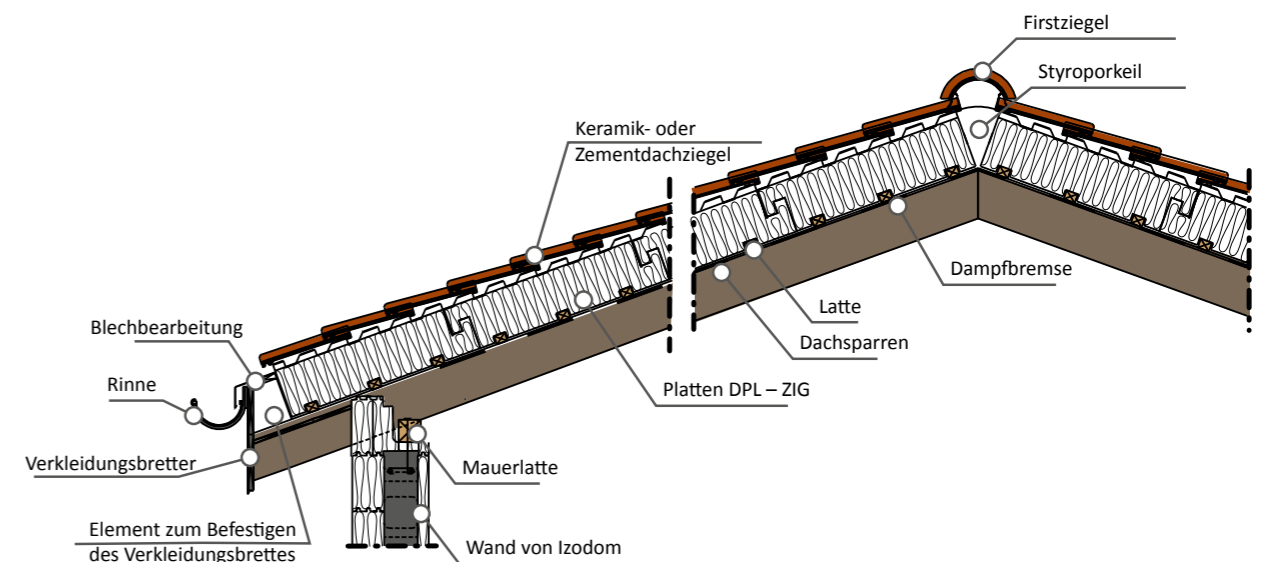 Firstziegel
Styroporkeil
Keramik- oder
Zementdachziegel
Dampfbremse
Latte
Dachsparren
Blechbearbeitung
Rinne
Platten DPL – ZIG
Verkleidungsbretter
Mauerlatte
Element zum Befestigen
des Verkleidungsbrettes
Wand von Izodom